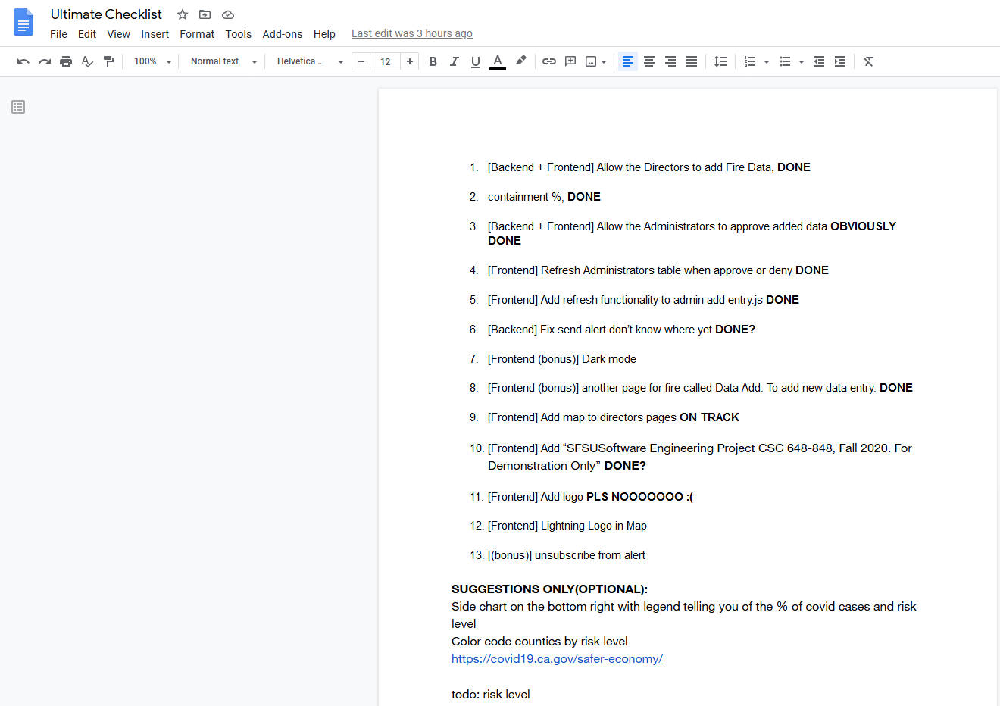 Ultimate Checklist
File Edit View Insert Format Tools Add-ons Help Last edit was 3 hours ago
100% Normal text Helvetica ... 12 B I U A
1. [Backend + Frontend] Allow the Directors to add Fire Data, DONE
2. containment %, DONE
3. [Backend + Frontend] Allow the Administrators to approve added data OBVIOUSLY
DONE
4. [Frontend] Refresh Administrators table when approve or deny DONE
5. [Frontend] Add refresh functionality to admin add entry.js DONE
6. [Backend] Fix send alert don’t know where yet DONE?
7. [Frontend (bonus)] Dark mode
8. [Frontend (bonus)] another page for fire called Data Add. To add new data entry. DONE
9. [Frontend] Add map to directors pages ON TRACK
10. [Frontend] Add “SFSUSoftware Engineering Project CSC 648-848, Fall 2020. For
Demonstration Only” DONE?
11. [Frontend] Add logo PLS NOOOOOOO :(
12. [Frontend] Lightning Logo in Map
13. [(bonus)] unsubscribe from alert
SUGGESTIONS ONLY(OPTIONAL):
Side chart on the bottom right with legend telling you of the % of covid cases and risk
level
Color code counties by risk level
https://covid19.ca.gov/safer-economy/
todo: risk level